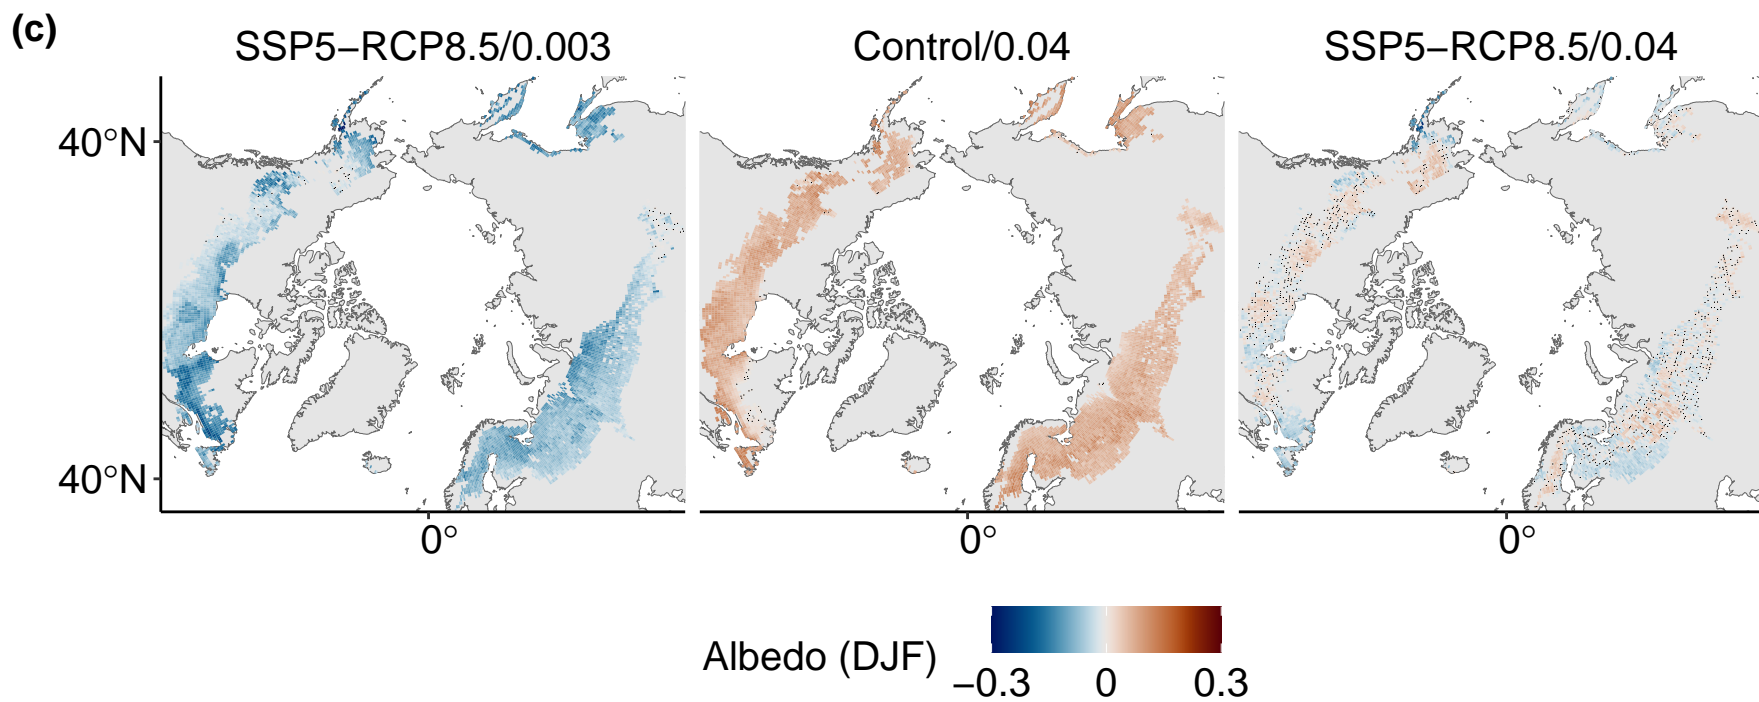 (c)
SSP5−RCP8.5/0.003 Control/0.04 SSP5−RCP8.5/0.04
40°N
40°N
0° 0° 0°
Albedo (DJF)
−0.3 0 0.3